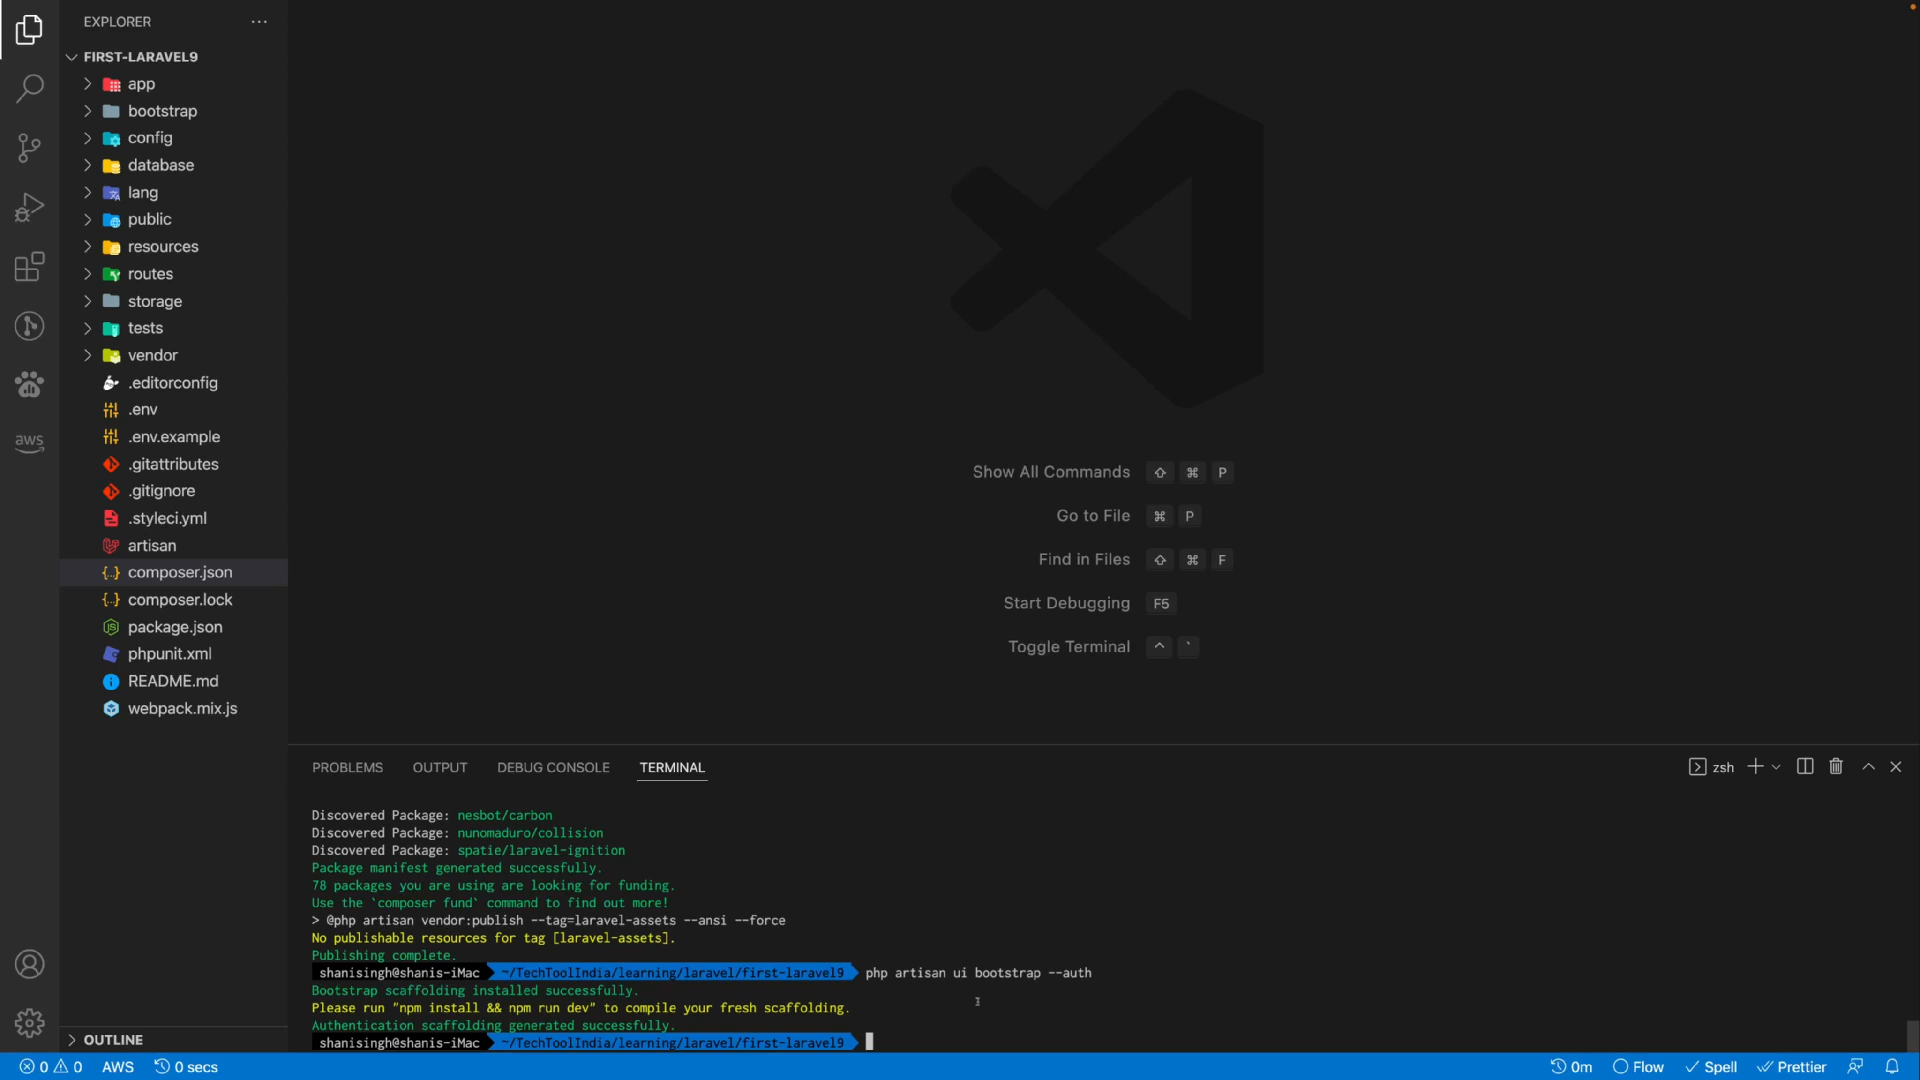 EXPLORER
FIRST-LARAVEL9
app
bootstrap
config
database
lang
public
resources
routes
storage
tests
vendor
.editorconfig
.env
.env.example
.gitattributes
.gitignore
.styleci.yml
artisan
composer.json
composer.lock
package.json
phpunit.xml
README.md
webpack.mix.js
OUTLINE
aws
Show All Commands ⇧ ⌘ P
Go to File ⌘ P
Find in Files ⇧ ⌘ F
Start Debugging F5
Toggle Terminal ^ `
PROBLEMS OUTPUT DEBUG CONSOLE TERMINAL zsh
Discovered Package: nesbot/carbon
Discovered Package: nunomaduro/collision
Discovered Package: spatie/laravel-ignition
Package manifest generated successfully.
78 packages you are using are looking for funding.
Use the `composer fund` command to find out more!
> @php artisan vendor:publish --tag=laravel-assets --ansi --force
No publishable resources for tag [laravel-assets].
Publishing complete.
shanisingh@shanis-iMac ~/TechToolIndia/learning/laravel/first-laravel9 php artisan ui bootstrap --auth
Bootstrap scaffolding installed successfully.
Please run "npm install && npm run dev" to compile your fresh scaffolding.
Authentication scaffolding generated successfully.
shanisingh@shanis-iMac ~/TechToolIndia/learning/laravel/first-laravel9
0 0 AWS 0 secs 0m Flow Spell Prettier